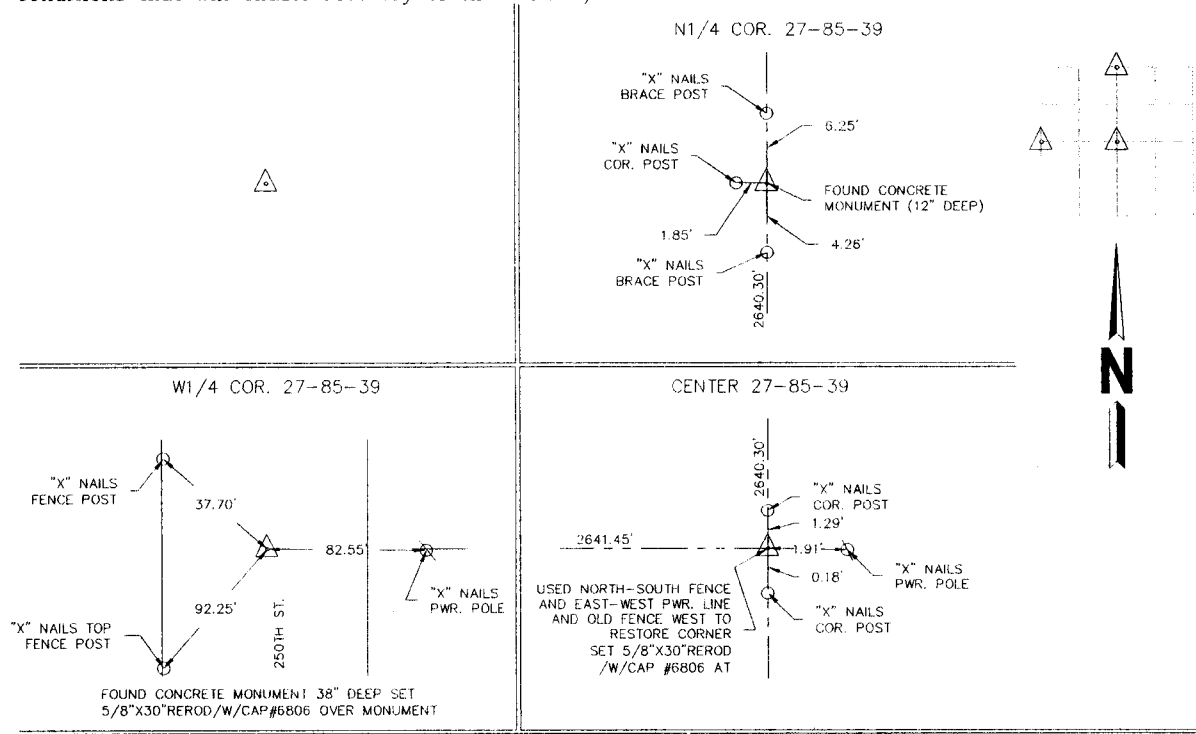 N1/4 COR. 27-85-39
"X" NAILS
BRACE POST
6.25'
"X" NAILS
COR. POST
FOUND CONCRETE
MONUMENT (12" DEEP)
1.85'
4.26'
"X" NAILS
BRACE POST
2640.30'
N
W1/4 COR. 27-85-39
"X" NAILS
FENCE POST
37.70'
82.55'
"X" NAILS
PWR. POLE
92.25'
250TH ST.
"X" NAILS TOP
FENCE POST
FOUND CONCRETE MONUMENT 38" DEEP SET
5/8"X30"REROD/W/CAP#6806 OVER MONUMENT
CENTER 27-85-39
2640.30'
"X" NAILS
COR. POST
1.29'
2641.45'
1.91'
"X" NAILS
PWR. POLE
0.18'
USED NORTH-SOUTH FENCE
AND EAST-WEST PWR. LINE
AND OLD FENCE WEST TO
RESTORE CORNER
SET 5/8"X30"REROD
/W/CAP #6806 AT
"X" NAILS
COR. POST